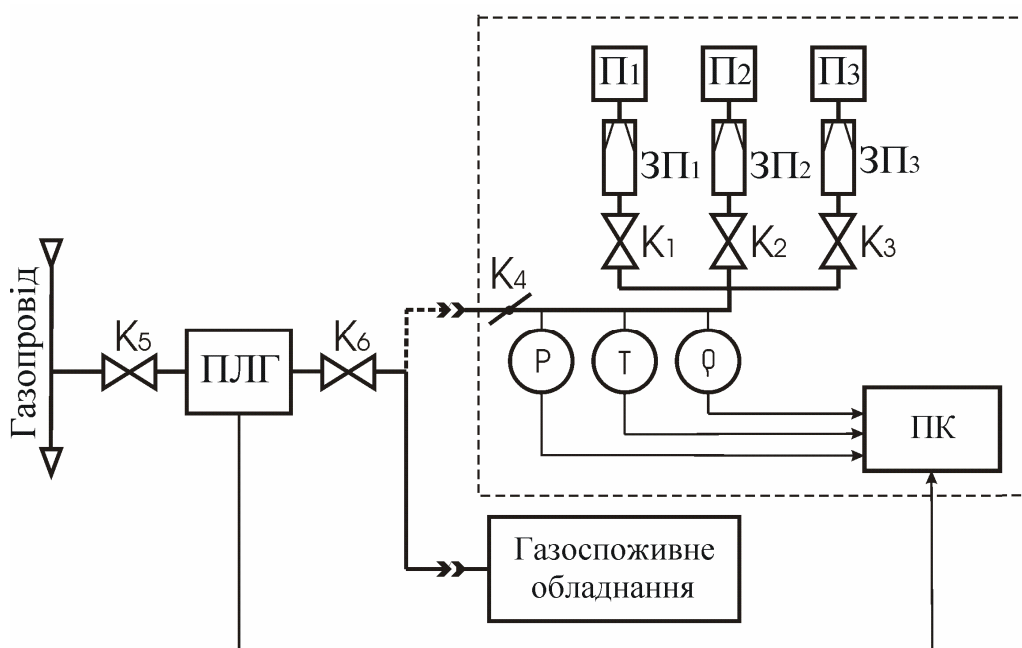 П1
П2
П3
ЗП1
ЗП2
ЗП3
K1
K2
K3
K4
Газопровід
K5
ПЛГ
K6
P
T
Q
ПК
Газоспоживне
обладнання